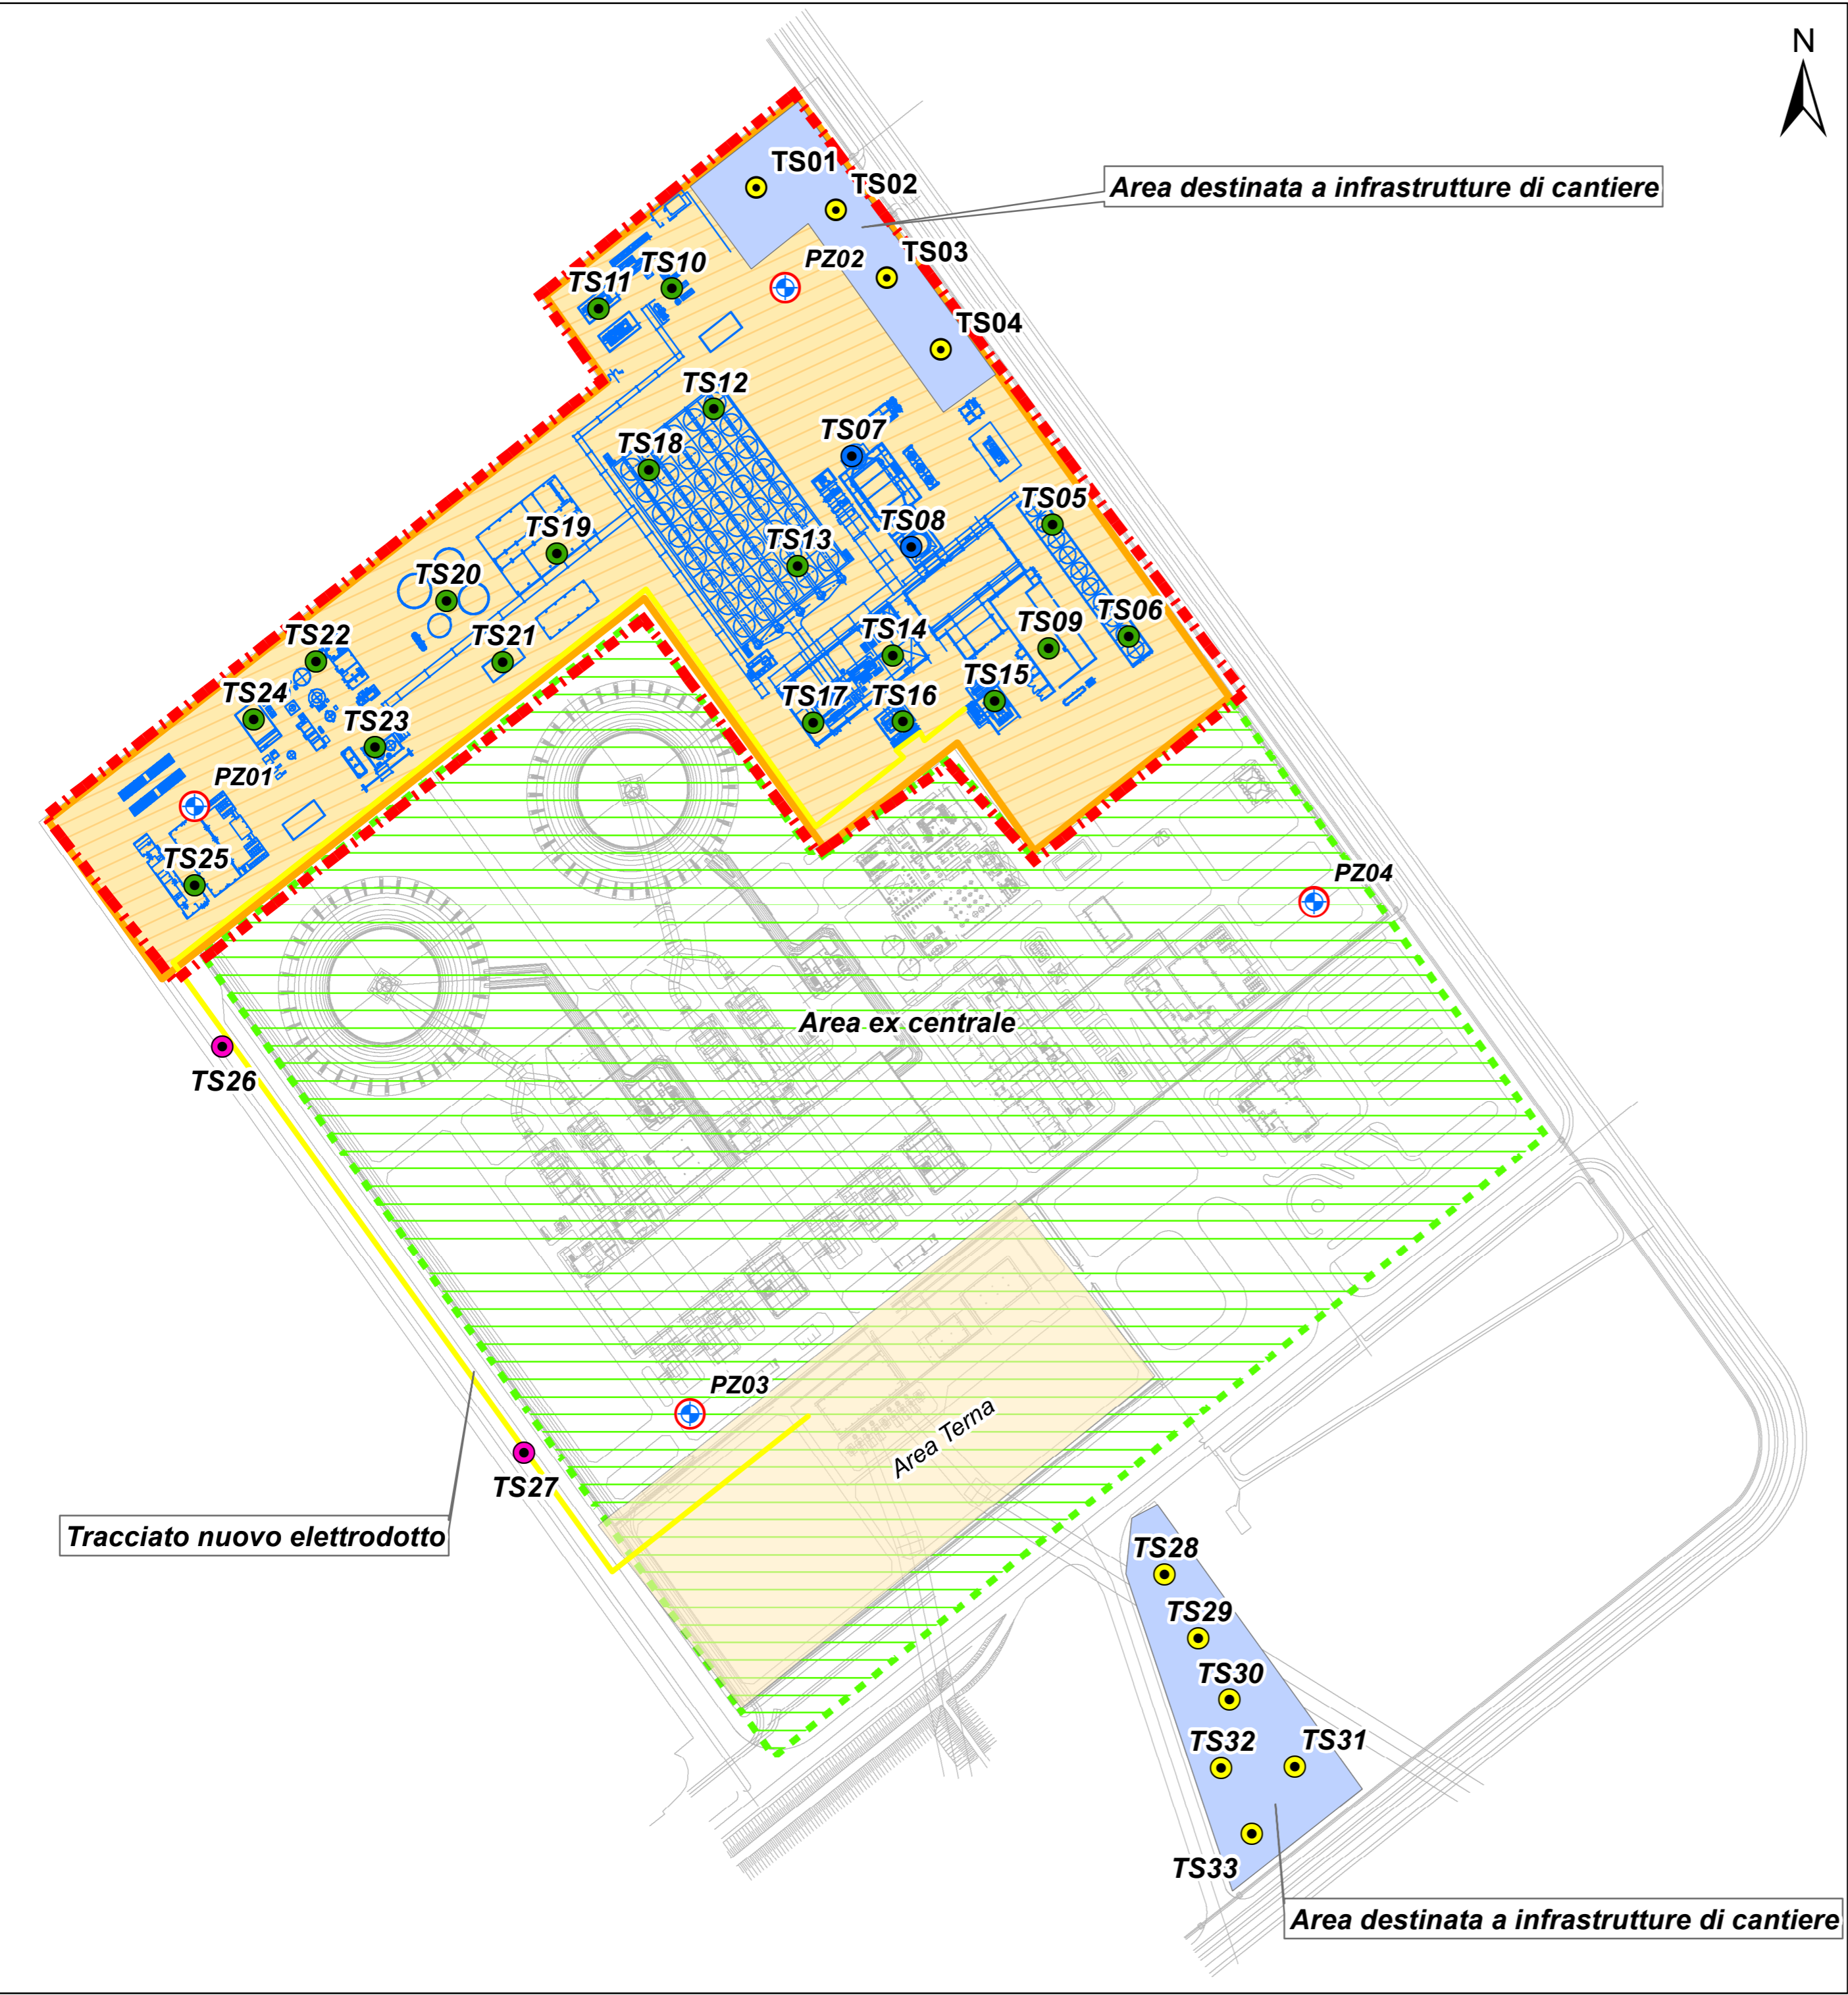 N
TS01
TS02
Area destinata a infrastrutture di cantiere
TS03
PZ02
TS10
TS11
TS04
TS12
TS07
TS18
TS05
TS08
TS19
TS13
TS20
TS06
TS09
TS14
TS21
TS22
TS15
TS24
TS17
TS16
TS23
PZ01
TS25
PZ04
Area ex centrale
TS26
PZ03
Area Terna
TS27
Tracciato nuovo elettrodotto
TS28
TS29
TS30
TS32
TS31
TS33
Area destinata a infrastrutture di cantiere